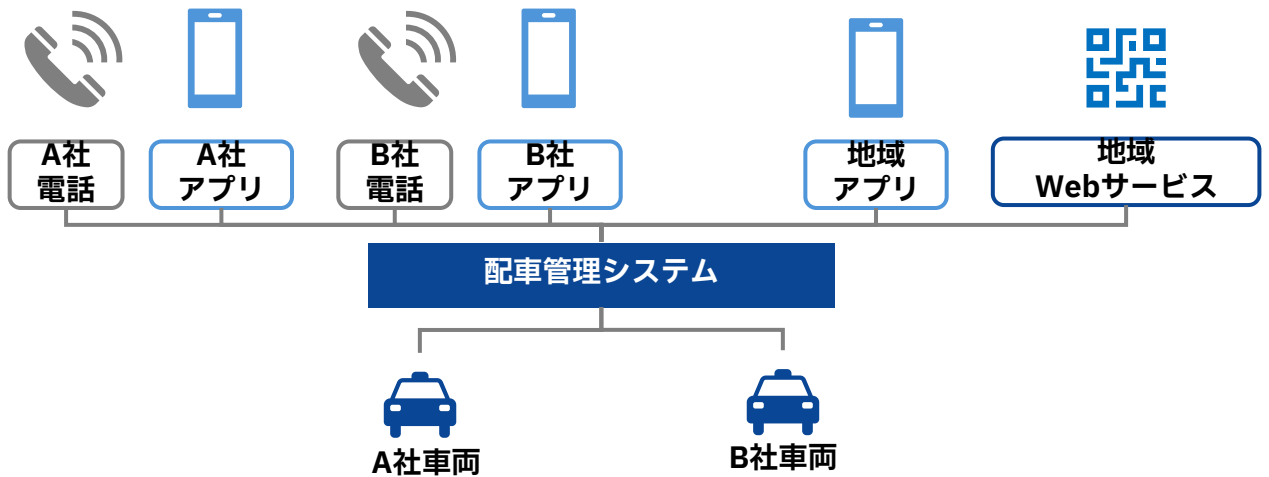 A社
電話
A社
アプリ
B社
電話
B社
アプリ
地域
アプリ
地域
Webサービス
配車管理システム
A社車両
B社車両